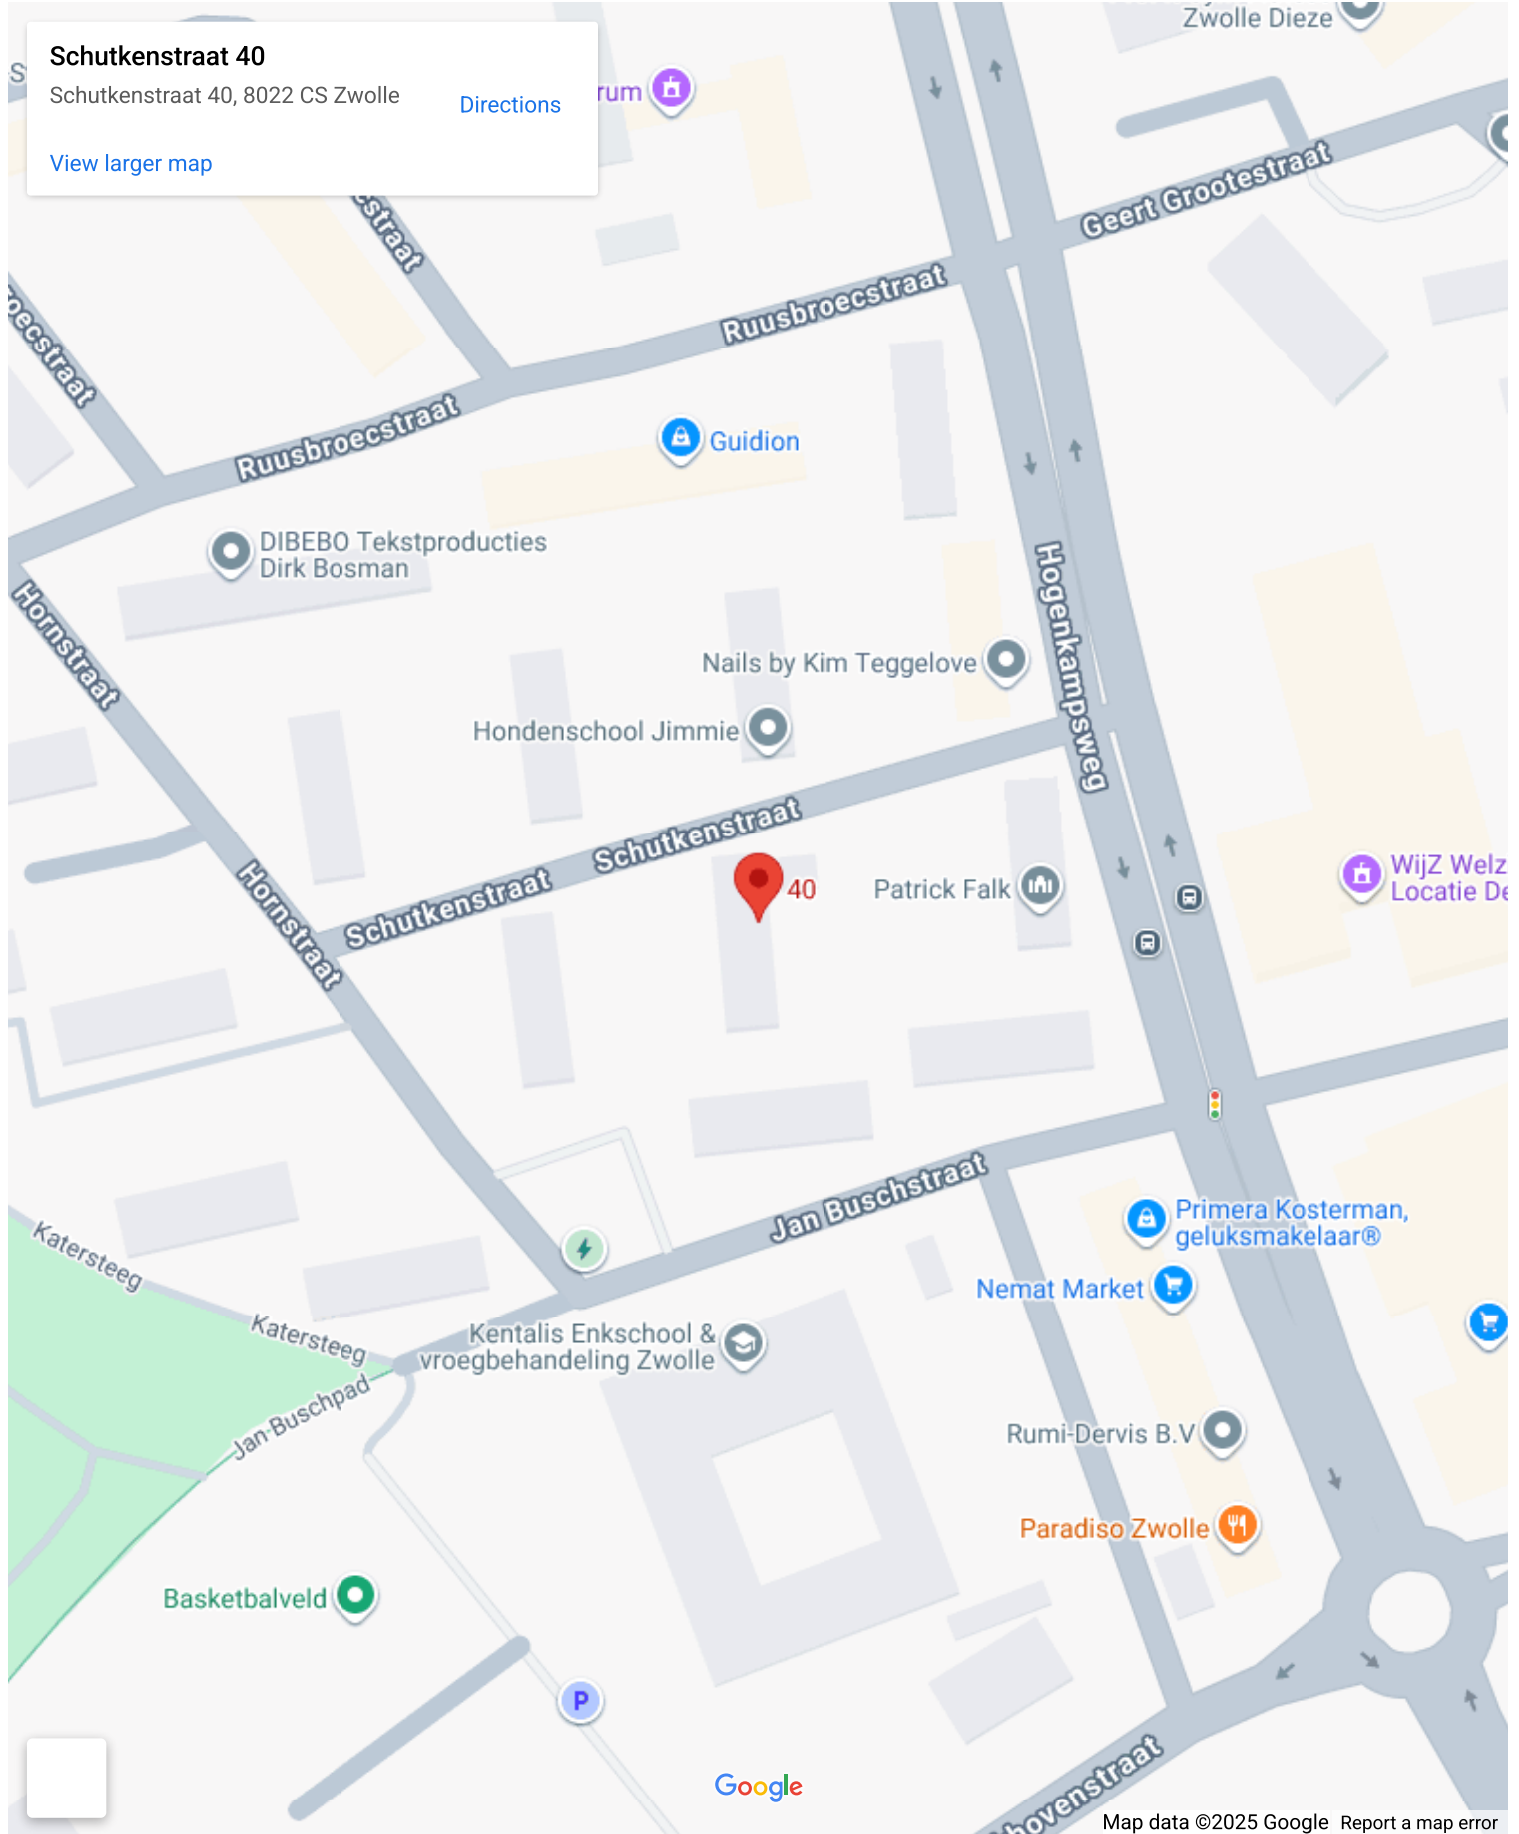 Zwolle Dieze
Schutkenstraat 40
Schutkenstraat 40, 8022 CS Zwolle
Directions
View larger map
Geert Grootestraat
Ruusbroecstraat
Ruusbroecstraat
Guidion
DIBEBO Tekstproducties
Dirk Bosman
Hornstraat
Hogenkampsweg
Nails by Kim Teggelove
Hondenschool Jimmie
Schutkenstraat
Schutkenstraat
40
Patrick Falk
WijZ Welz
Locatie De
Hornstraat
Jan Buschstraat
Primera Kosterman,
geluksmakelaar®
Nemat Market
Katersteeg
Katersteeg
Kentalis Enkschool &
vroegbehandeling Zwolle
Jan Buschpad
Rumi-Dervis B.V
Paradiso Zwolle
Basketbalveld
P
Google
hovenstraat
Map data ©2025 Google
Report a map error